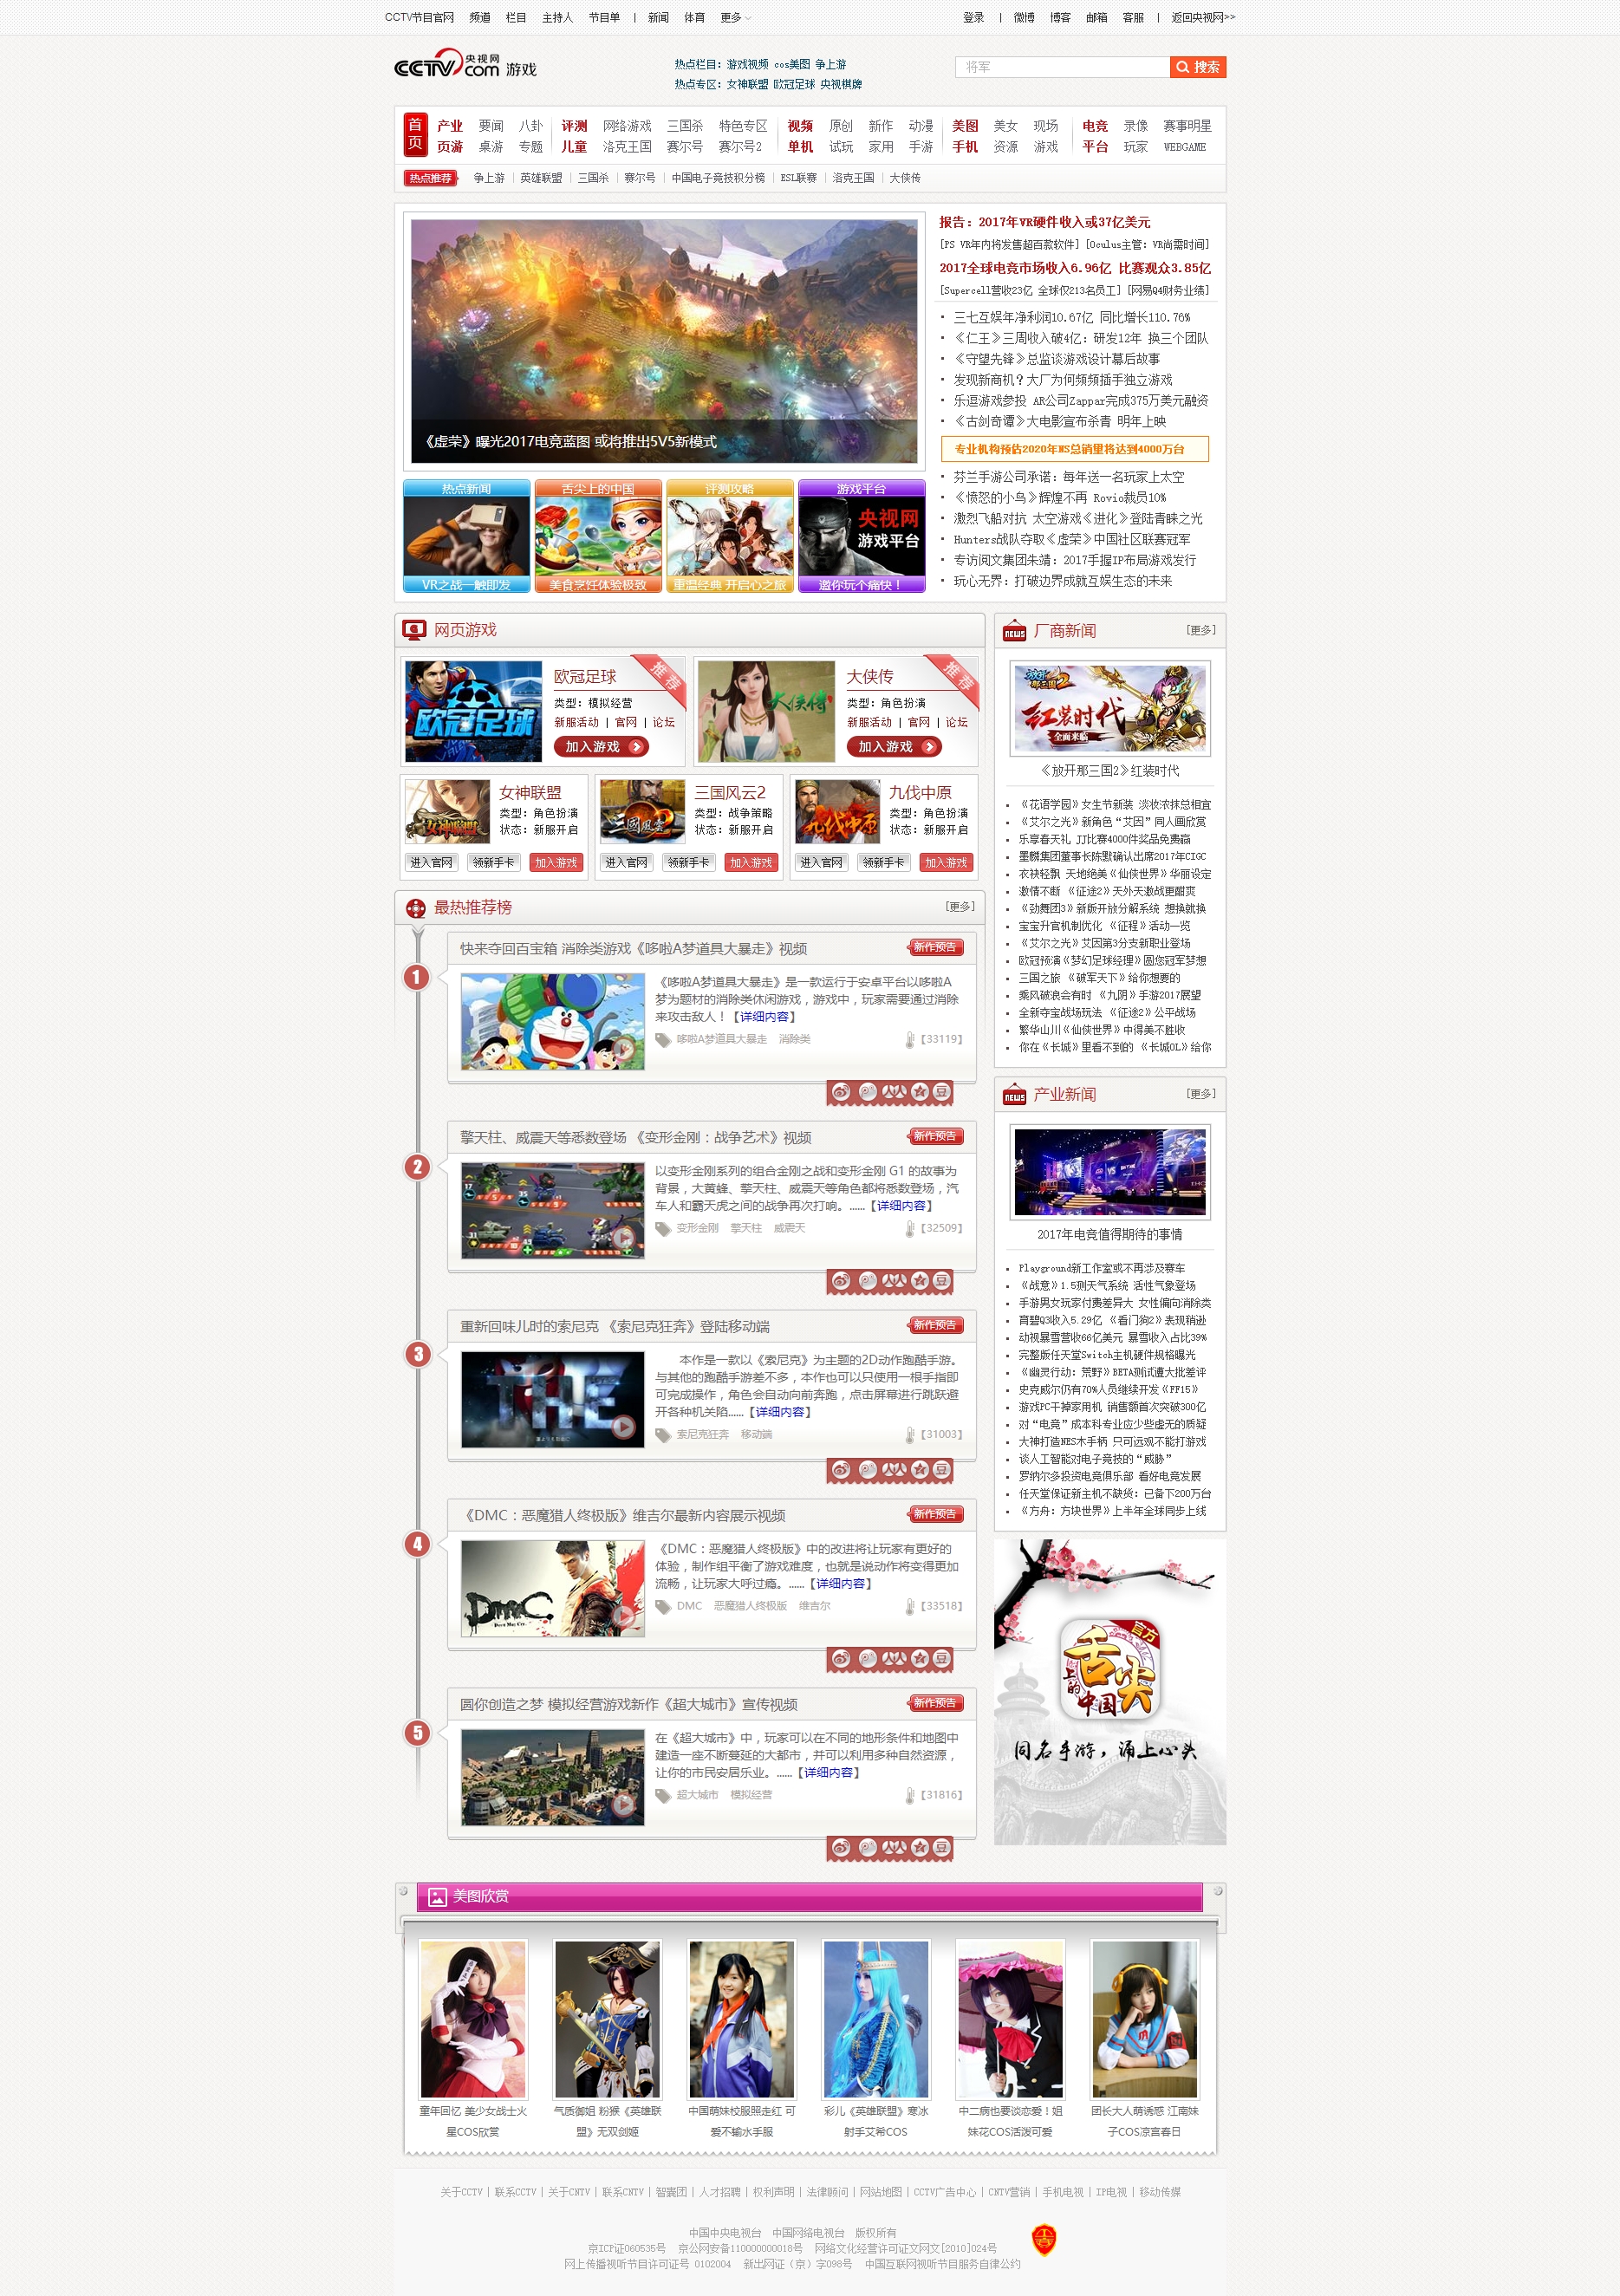 CCTV节目官网 频道 栏目 主持人 节目单 | 新闻 体育 更多
登录 | 微博 博客 邮箱 客服 | 返回央视网>>
CCTV.com 央视网 游戏
热点栏目: 游戏视频 cos美图 争上游
热点专区: 女神联盟 欧冠足球 央视棋牌
将军 搜索
首页
产业 要闻 八卦 评测 网络游戏 三国杀 特色专区 视频 原创 新作 动漫 美图 美女 现场 电竞 录像 赛事明星
页游 桌游 专题 儿童 洛克王国 赛尔号 赛尔号2 单机 试玩 家用 手游 手机 资源 游戏 平台 玩家 WEBGAME
热点推荐 争上游 | 英雄联盟 | 三国杀 | 赛尔号 | 中国电子竞技积分榜 | ESL联赛 | 洛克王国 | 大侠传
《虚荣》曝光2017电竞蓝图 或将推出5V5新模式
热点新闻
VR之战一触即发
舌尖上的中国
美食烹饪体验极致
评测攻略
重温经典 开启心之旅
游戏平台
央视网
游戏平台
邀你玩个痛快！
报告: 2017年VR硬件收入或37亿美元
[PS VR年内将发售超百款软件] [Oculus主管: VR尚需时间]
2017全球电竞市场收入6.96亿 比赛观众3.85亿
[Supercell营收23亿 全球仅213名员工] [网易Q4财务业绩]
三七互娱年净利润10.67亿 同比增长110.76%
《仁王》三周收入破4亿: 研发12年 换三个团队
《守望先锋》总监谈游戏设计幕后故事
发现新商机？大厂为何频频插手独立游戏
乐逗游戏参投 AR公司Zappar完成375万美元融资
《古剑奇谭》大电影宣布杀青 明年上映
专业机构预估2020年NS总销量将达到4000万台
芬兰手游公司承诺: 每年送一名玩家上太空
《愤怒的小鸟》辉煌不再 Rovio裁员10%
激烈飞船对抗 太空游戏《进化》登陆青睐之光
Hunters战队夺取《虚荣》中国社区联赛冠军
专访阅文集团朱靖: 2017手握IP布局游戏发行
玩心无界: 打破边界成就互娱生态的未来
网页游戏
欧冠足球
欧冠足球
推荐
类型: 模拟经营
新服活动 | 官网 | 论坛
加入游戏
大侠传
大侠传
推荐
类型: 角色扮演
新服活动 | 官网 | 论坛
加入游戏
女神联盟
女神联盟
类型: 角色扮演
状态: 新服开启
进入官网 领新手卡 加入游戏
三國風雲
三国风云2
类型: 战争策略
状态: 新服开启
进入官网 领新手卡 加入游戏
九伐中原
九伐中原
类型: 角色扮演
状态: 新服开启
进入官网 领新手卡 加入游戏
最热推荐榜 [更多]
1
快来夺回百宝箱 消除类游戏《哆啦A梦道具大暴走》视频 新作预告
《哆啦A梦道具大暴走》是一款运行于安卓平台以哆啦A
梦为题材的消除类休闲游戏，游戏中，玩家需要通过消除
来攻击敌人！【详细内容】
哆啦A梦道具大暴走 消除类 【33119】
2
擎天柱、威震天等悉数登场 《变形金刚：战争艺术》视频 新作预告
以变形金刚系列的组合金刚之战和变形金刚 G1 的故事为
背景，大黄蜂、擎天柱、威震天等角色都将悉数登场，汽
车人和霸天虎之间的战争再次打响。......【详细内容】
变形金刚 擎天柱 威震天 【32509】
3
重新回味儿时的索尼克 《索尼克狂奔》登陆移动端 新作预告
THE
本作是一款以《索尼克》为主题的2D动作跑酷手游。
与其他的跑酷手游差不多，本作也可以只使用一根手指即
可完成操作，角色会自动向前奔跑，点击屏幕进行跳跃避
开各种机关陷......【详细内容】
索尼克狂奔 移动端 【31003】
4
《DMC：恶魔猎人终极版》维吉尔最新内容展示视频 新作预告
DMC
Devil May Cry
《DMC：恶魔猎人终极版》中的改进将让玩家有更好的
体验，制作组平衡了游戏难度，也就是说动作将变得更加
流畅，让玩家大呼过瘾。......【详细内容】
DMC 恶魔猎人终极版 维吉尔 【33518】
5
圆你创造之梦 模拟经营游戏新作《超大城市》宣传视频 新作预告
在《超大城市》中，玩家可以在不同的地形条件和地图中
建造一座不断蔓延的大都市，并可以利用多种自然资源，
让你的市民安居乐业。......【详细内容】
超大城市 模拟经营 【31816】
厂商新闻 [更多]
放开那三国2
红装时代
全面来临
《放开那三国2》红装时代
《花语学园》女生节新装 淡妆浓抹总相宜
《艾尔之光》新角色“艾因”同人画欣赏
乐享春天礼 JJ比赛4000件奖品免费赢
墨麟集团董事长陈默确认出席2017年CIGC
衣袂轻飘 天地绝美《仙侠世界》华丽设定
激情不断 《征途2》天外天激战更酣爽
《劲舞团3》新版开放分解系统 想换就换
宝宝升官机制优化 《征程》活动一览
《艾尔之光》艾因第3分支新职业登场
欧冠预演《梦幻足球经理》圆您冠军梦想
三国之旅 《破军天下》给你想要的
乘风破浪会有时 《九阴》手游2017展望
全新夺宝战场玩法 《征途2》公平战场
繁华山川《仙侠世界》中得美不胜收
你在《长城》里看不到的 《长城OL》给你
产业新闻 [更多]
2017年电竞值得期待的事情
Playground新工作室或不再涉及赛车
《战意》1.5测天气系统 活性气象登场
手游男女玩家付费差异大 女性偏向消除类
育碧Q3收入5.29亿 《看门狗2》表现稍逊
动视暴雪营收66亿美元 暴雪收入占比39%
完整版任天堂Switch主机硬件规格曝光
《幽灵行动: 荒野》BETA测试遭大批差评
史克威尔仍有70%人员继续开发《FF15》
游戏PC干掉家用机 销售额首次突破300亿
对“电竞”成本科专业应少些虚无的质疑
大神打造NES木手柄 只可远观不能打游戏
谈人工智能对电子竞技的“威胁”
罗纳尔多投资电竞俱乐部 看好电竞发展
任天堂保证新主机不缺货: 已备下200万台
《方舟: 方块世界》上半年全球同步上线
官方
舌尖上的中国
同名手游，涌上心头
美图欣赏
童年回忆 美少女战士火
星COS欣赏
气质御姐 粉猴《英雄联
盟》无双剑姬
中国萌妹校服照走红 可
爱不输水手服
彩儿《英雄联盟》寒冰
射手艾希COS
中二病也要谈恋爱！姐
妹花COS活泼可爱
团长大人萌诱惑 江南妹
子COS凉宫春日
关于CCTV | 联系CCTV | 关于CNTV | 联系CNTV | 智囊团 | 人才招聘 | 权利声明 | 法律顾问 | 网站地图 | CCTV广告中心 | CNTV营销 | 手机电视 | IP电视 | 移动传媒
中国中央电视台 中国网络电视台 版权所有
京ICP证060535号 京公网安备110000000018号 网络文化经营许可证文网文[2010]024号
网上传播视听节目许可证号 0102004 新出网证（京）字098号 中国互联网视听节目服务自律公约